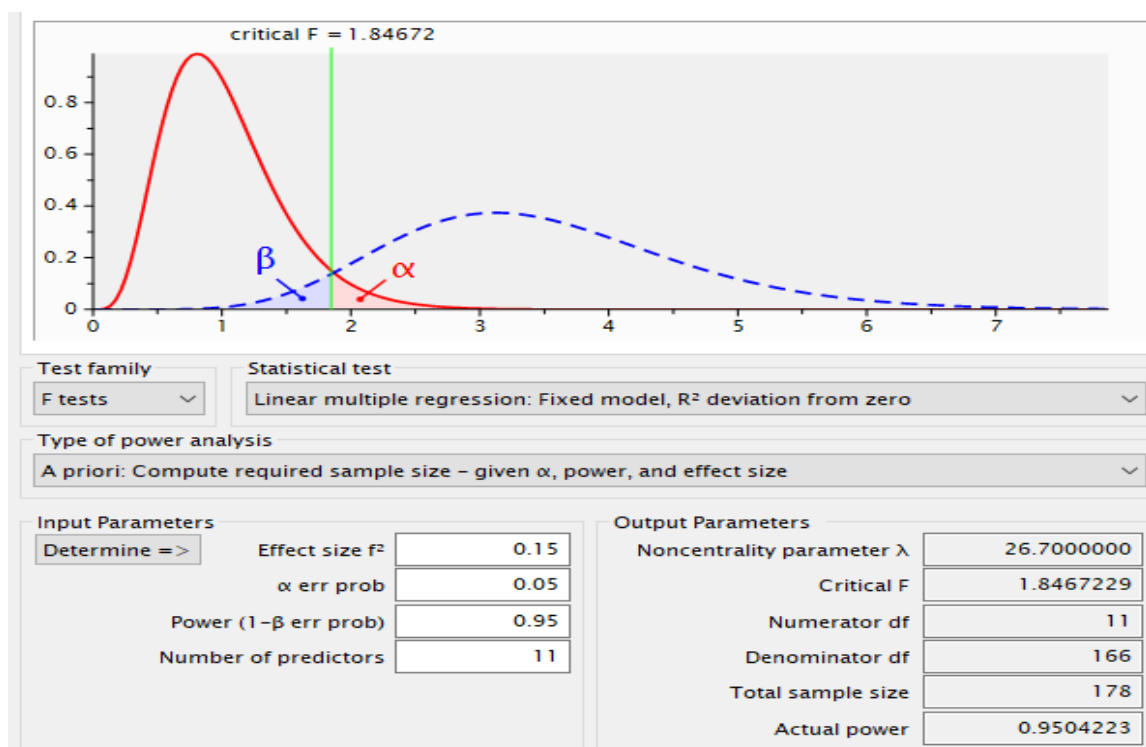 critical F = 1.84672
0.8
0.6
0.4
0.2
0
β
α
0 1 2 3 4 5 6 7
Test family Statistical test
F tests Linear multiple regression: Fixed model, R² deviation from zero
Type of power analysis
A priori: Compute required sample size – given α, power, and effect size
Input Parameters Output Parameters
Determine => Effect size f² 0.15 Noncentrality parameter λ 26.7000000
α err prob 0.05 Critical F 1.8467229
Power (1-β err prob) 0.95 Numerator df 11
Number of predictors 11 Denominator df 166
Total sample size 178
Actual power 0.9504223